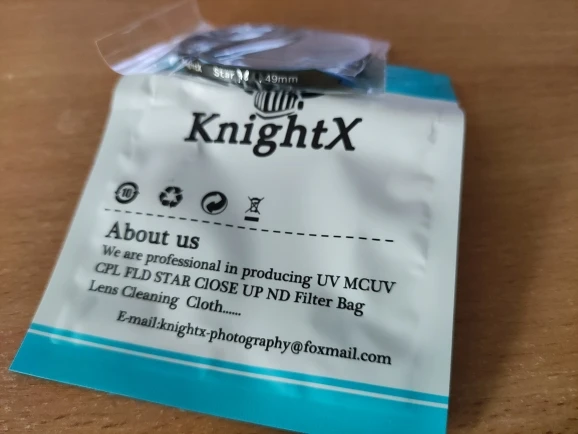 Star 49mm
KnightX
10
About us
We are professional in producing UV MCUV
CPL FLD STAR ClOSE UP ND Filter Bag
Lens Cleaning Cloth......
E-mail:knightx-photography@foxmail.com